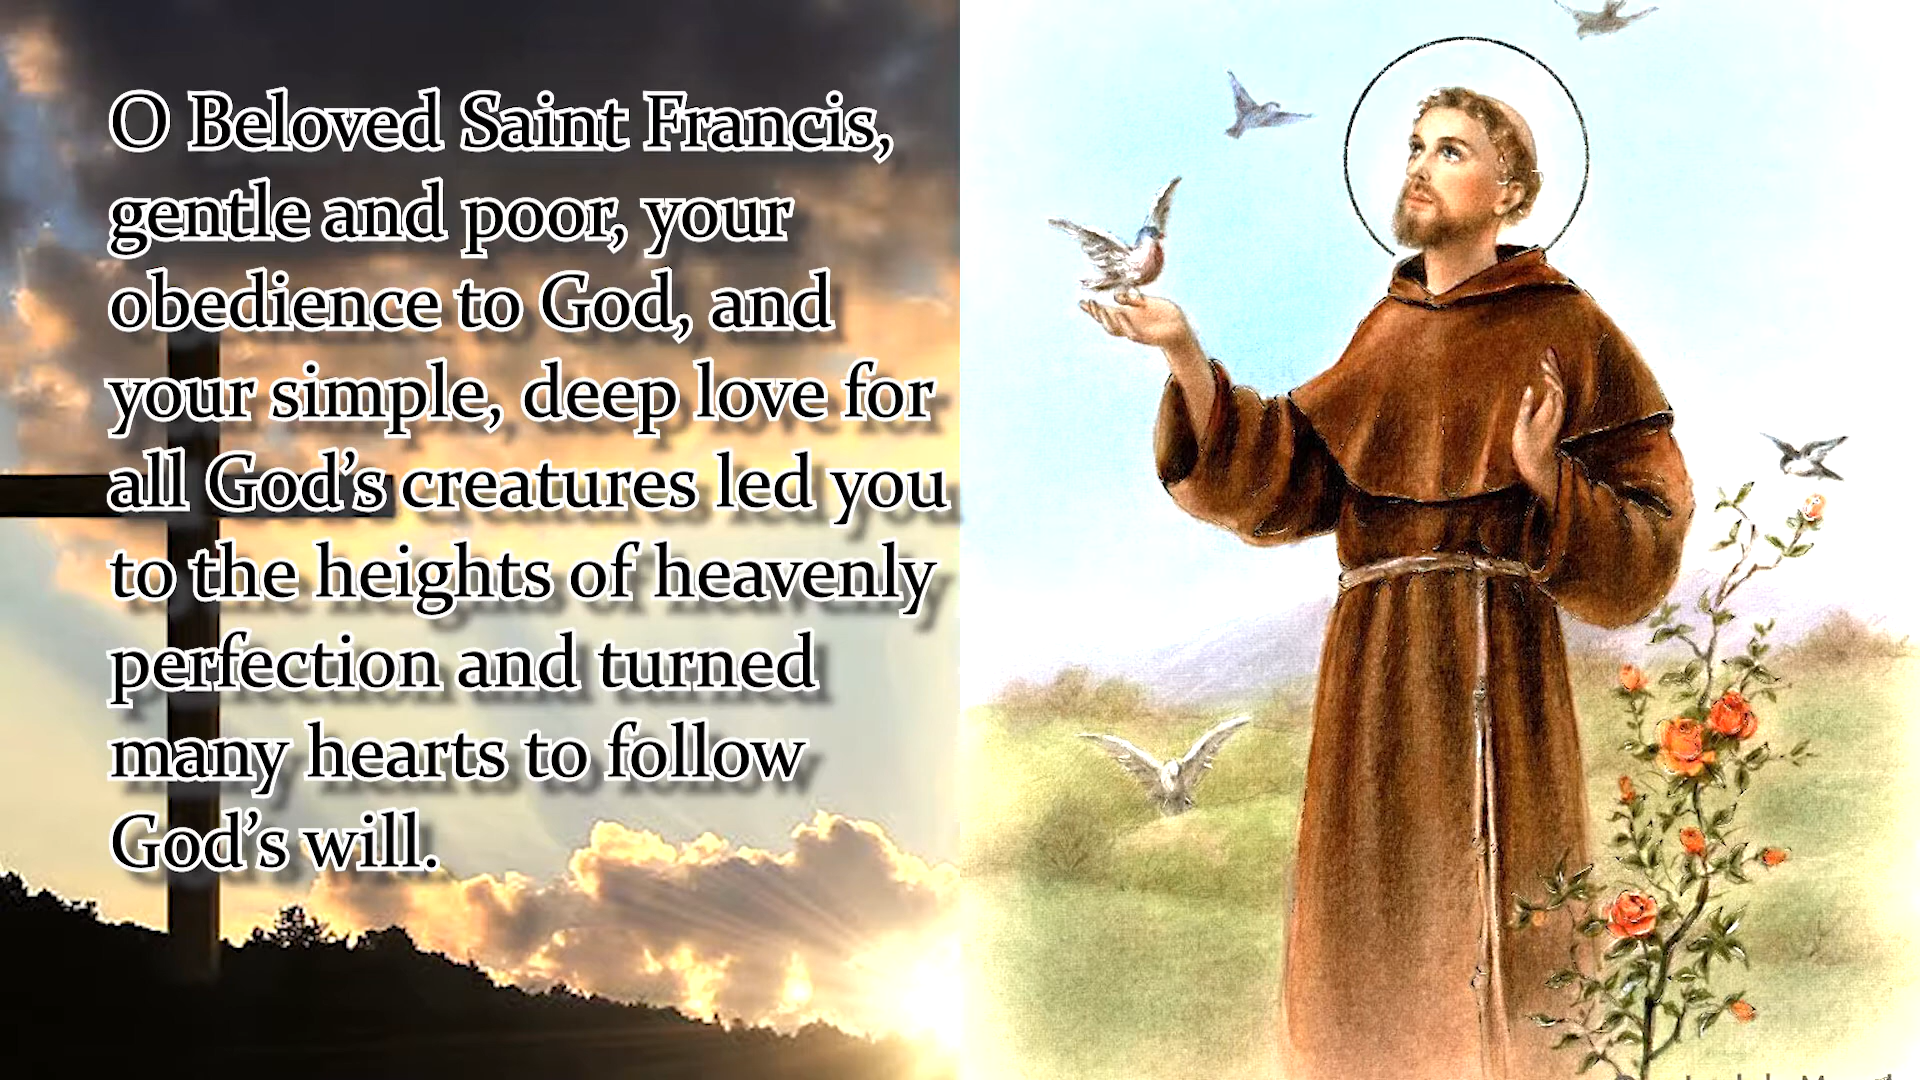 O Beloved Saint Francis,
gentle and poor, your
obedience to God, and
your simple, deep love for
all God’s creatures led you
to the heights of heavenly
perfection and turned
many hearts to follow
God’s will.